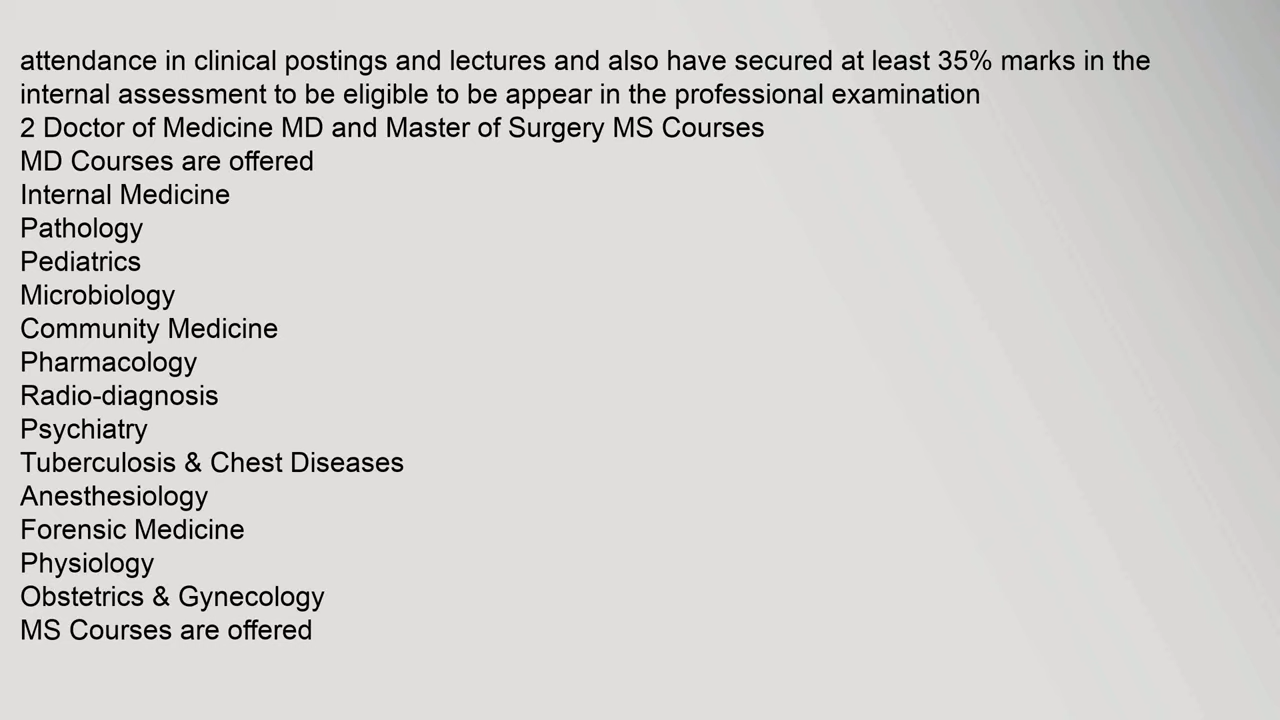 attendance in clinical postings and lectures and also have secured at least 35% marks in the
internal assessment to be eligible to be appear in the professional examination
2 Doctor of Medicine MD and Master of Surgery MS Courses
MD Courses are offered
Internal Medicine
Pathology
Pediatrics
Microbiology
Community Medicine
Pharmacology
Radio-diagnosis
Psychiatry
Tuberculosis & Chest Diseases
Anesthesiology
Forensic Medicine
Physiology
Obstetrics & Gynecology
MS Courses are offered